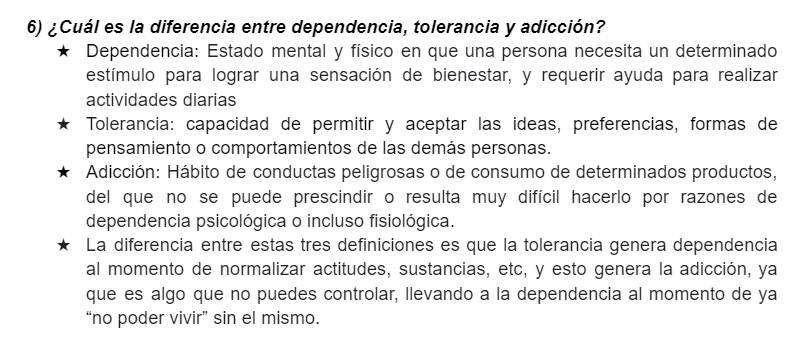 6) ¿Cuál es la diferencia entre dependencia, tolerancia y adicción?
★ Dependencia: Estado mental y físico en que una persona necesita un determinado
estímulo para lograr una sensación de bienestar, y requerir ayuda para realizar
actividades diarias
★ Tolerancia: capacidad de permitir y aceptar las ideas, preferencias, formas de
pensamiento o comportamientos de las demás personas.
★ Adicción: Hábito de conductas peligrosas o de consumo de determinados productos,
del que no se puede prescindir o resulta muy difícil hacerlo por razones de
dependencia psicológica o incluso fisiológica.
★ La diferencia entre estas tres definiciones es que la tolerancia genera dependencia
al momento de normalizar actitudes, sustancias, etc, y esto genera la adicción, ya
que es algo que no puedes controlar, llevando a la dependencia al momento de ya
“no poder vivir” sin el mismo.